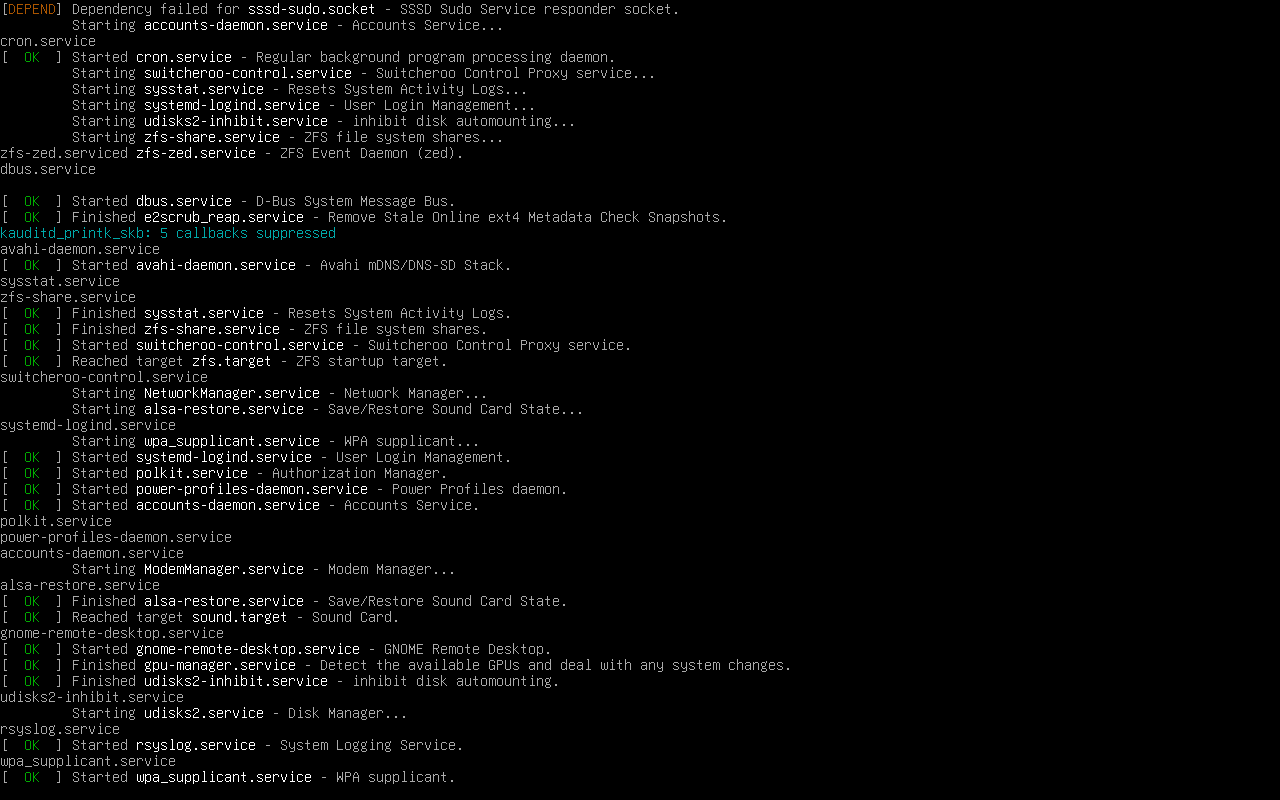 [DEPEND] Dependency failed for sssd-sudo.socket - SSSD Sudo Service responder socket.
         Starting accounts-daemon.service - Accounts Service...
cron.service
[  OK  ] Started cron.service - Regular background program processing daemon.
         Starting switcheroo-control.service - Switcheroo Control Proxy service...
         Starting sysstat.service - Resets System Activity Logs...
         Starting systemd-logind.service - User Login Management...
         Starting udisks2-inhibit.service - inhibit disk automounting...
         Starting zfs-share.service - ZFS file system shares...
zfs-zed.serviced zfs-zed.service - ZFS Event Daemon (zed).
dbus.service

[  OK  ] Started dbus.service - D-Bus System Message Bus.
[  OK  ] Finished e2scrub_reap.service - Remove Stale Online ext4 Metadata Check Snapshots.
kauditd_printk_skb: 5 callbacks suppressed
avahi-daemon.service
[  OK  ] Started avahi-daemon.service - Avahi mDNS/DNS-SD Stack.
sysstat.service
zfs-share.service
[  OK  ] Finished sysstat.service - Resets System Activity Logs.
[  OK  ] Finished zfs-share.service - ZFS file system shares.
[  OK  ] Started switcheroo-control.service - Switcheroo Control Proxy service.
[  OK  ] Reached target zfs.target - ZFS startup target.
switcheroo-control.service
         Starting NetworkManager.service - Network Manager...
         Starting alsa-restore.service - Save/Restore Sound Card State...
systemd-logind.service
         Starting wpa_supplicant.service - WPA supplicant...
[  OK  ] Started systemd-logind.service - User Login Management.
[  OK  ] Started polkit.service - Authorization Manager.
[  OK  ] Started power-profiles-daemon.service - Power Profiles daemon.
[  OK  ] Started accounts-daemon.service - Accounts Service.
polkit.service
power-profiles-daemon.service
accounts-daemon.service
         Starting ModemManager.service - Modem Manager...
alsa-restore.service
[  OK  ] Finished alsa-restore.service - Save/Restore Sound Card State.
[  OK  ] Reached target sound.target - Sound Card.
gnome-remote-desktop.service
[  OK  ] Started gnome-remote-desktop.service - GNOME Remote Desktop.
[  OK  ] Finished gpu-manager.service - Detect the available GPUs and deal with any system changes.
[  OK  ] Finished udisks2-inhibit.service - inhibit disk automounting.
udisks2-inhibit.service
         Starting udisks2.service - Disk Manager...
rsyslog.service
[  OK  ] Started rsyslog.service - System Logging Service.
wpa_supplicant.service
[  OK  ] Started wpa_supplicant.service - WPA supplicant.